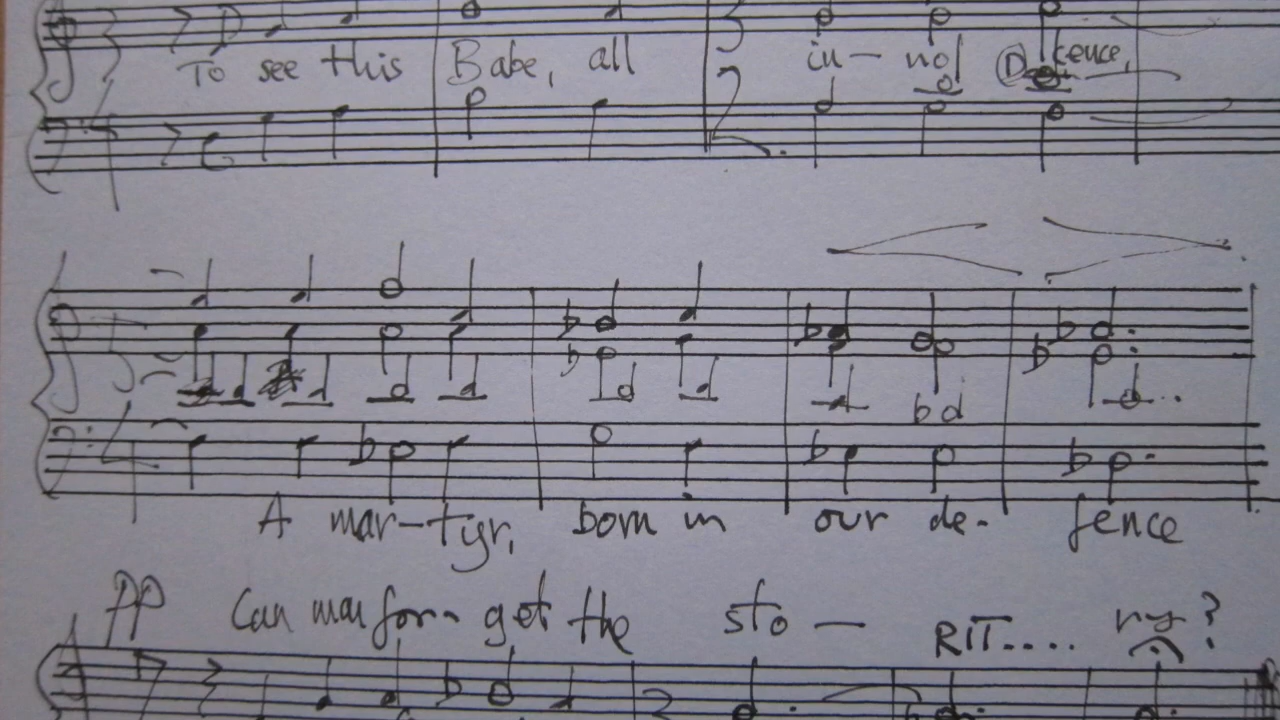 To see this Babe, all in- no cence,
A mar-tyr, born in our de- fence
PP Can man for- get the sto — ry?
RIT....